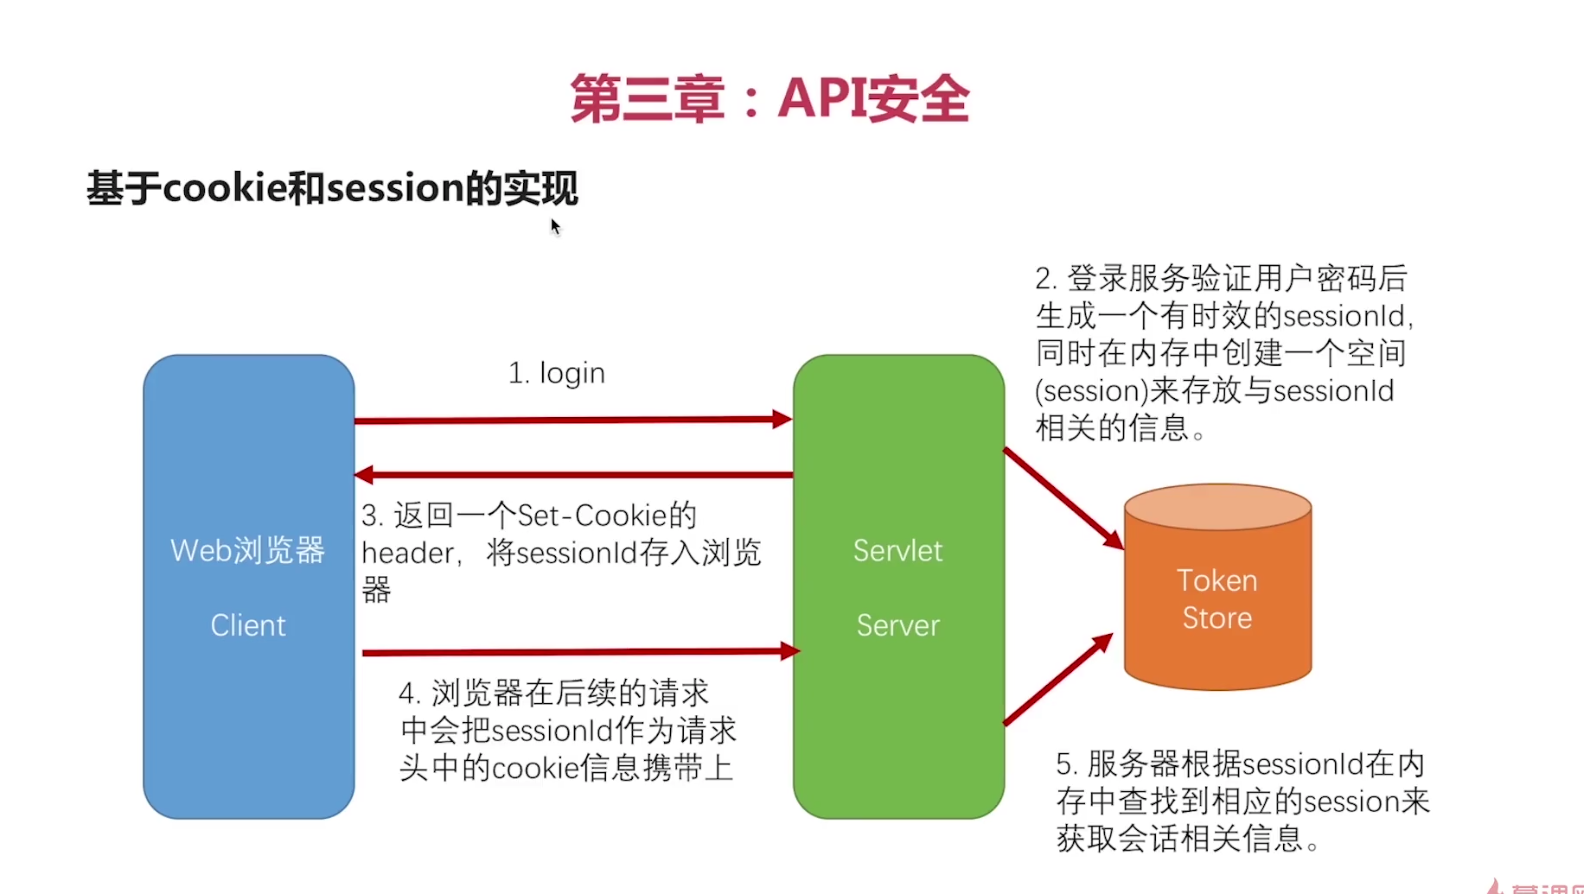 第三章：API安全
基于cookie和session的实现
1. login
2. 登录服务验证用户密码后
生成一个有时效的sessionId,
同时在内存中创建一个空间
(session)来存放与sessionId
相关的信息。
3. 返回一个Set-Cookie的
header，将sessionId存入浏览
器
4. 浏览器在后续的请求
中会把sessionId作为请求
头中的cookie信息携带上
5. 服务器根据sessionId在内
存中查找到相应的session来
获取会话相关信息。
Web浏览器
Client
Servlet
Server
Token
Store